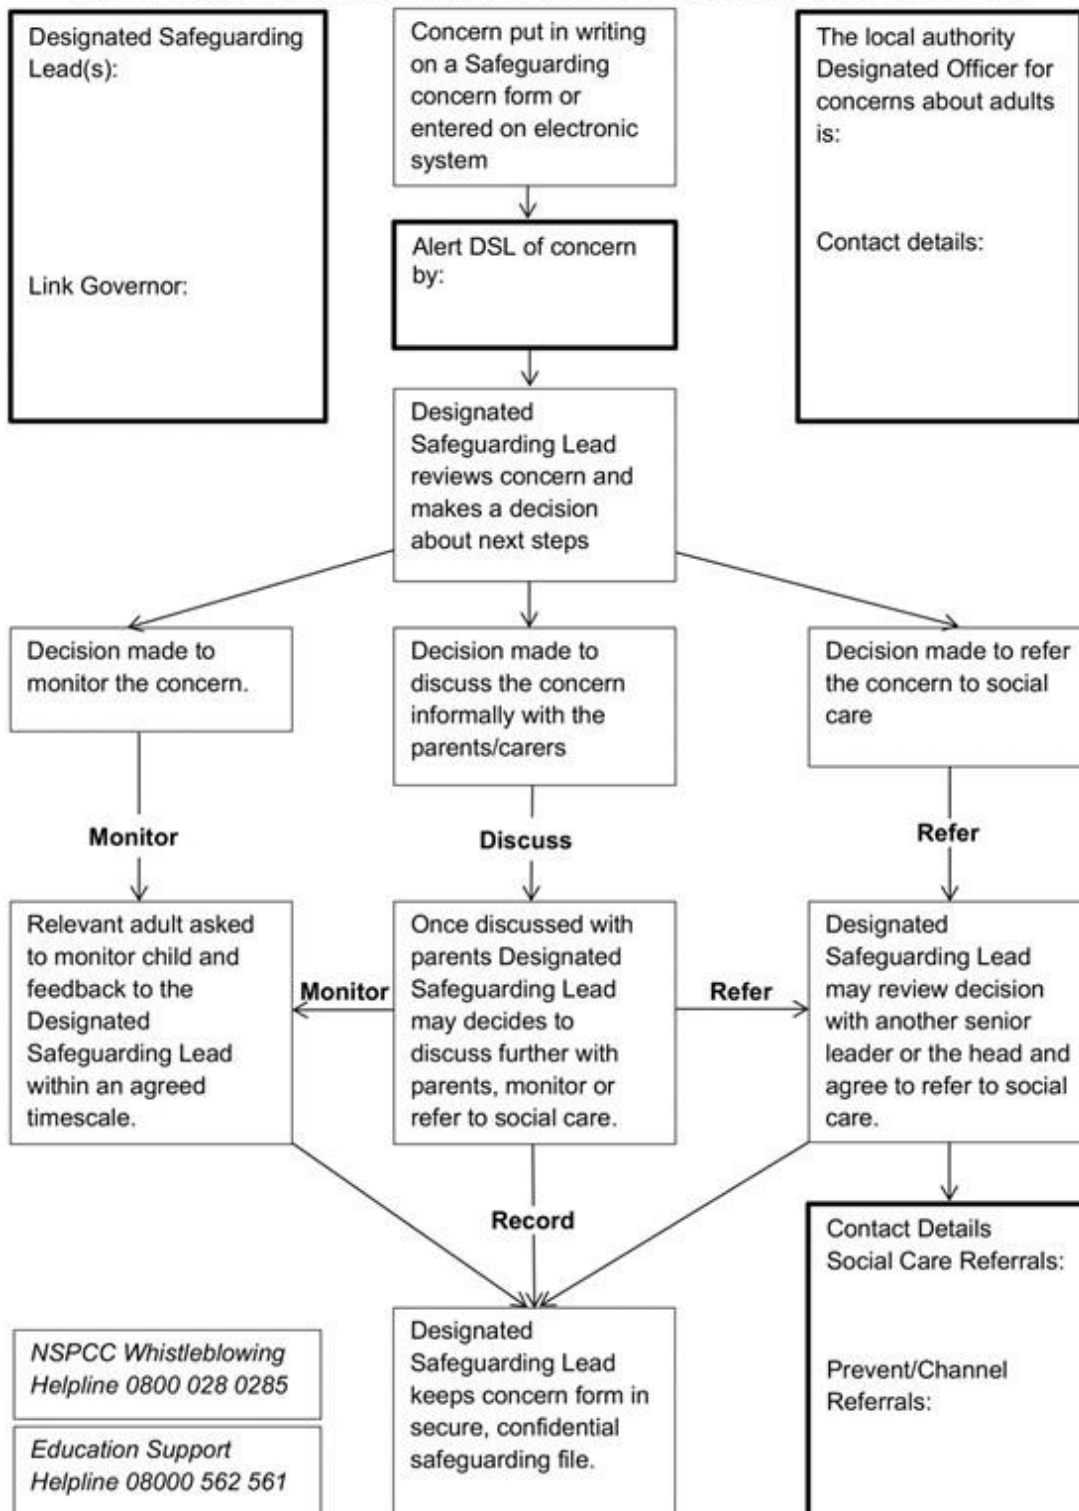 Designated Safeguarding
Lead(s):
Link Governor:
Concern put in writing
on a Safeguarding
concern form or
entered on electronic
system
The local authority
Designated Officer for
concerns about adults
is:
Contact details:
Alert DSL of concern
by:
Designated
Safeguarding Lead
reviews concern and
makes a decision
about next steps
Decision made to
monitor the concern.
Decision made to
discuss the concern
informally with the
parents/carers
Decision made to refer
the concern to social
care
Monitor
Discuss
Refer
Relevant adult asked
to monitor child and
feedback to the
Designated
Safeguarding Lead
within an agreed
timescale.
Monitor
Once discussed with
parents Designated
Safeguarding Lead
may decides to
discuss further with
parents, monitor or
refer to social care.
Refer
Designated
Safeguarding Lead
may review decision
with another senior
leader or the head and
agree to refer to social
care.
Record
Contact Details
Social Care Referrals:
Prevent/Channel
Referrals:
Designated
Safeguarding Lead
keeps concern form in
secure, confidential
safeguarding file.
NSPCC Whistleblowing
Helpline 0800 028 0285
Education Support
Helpline 08000 562 561